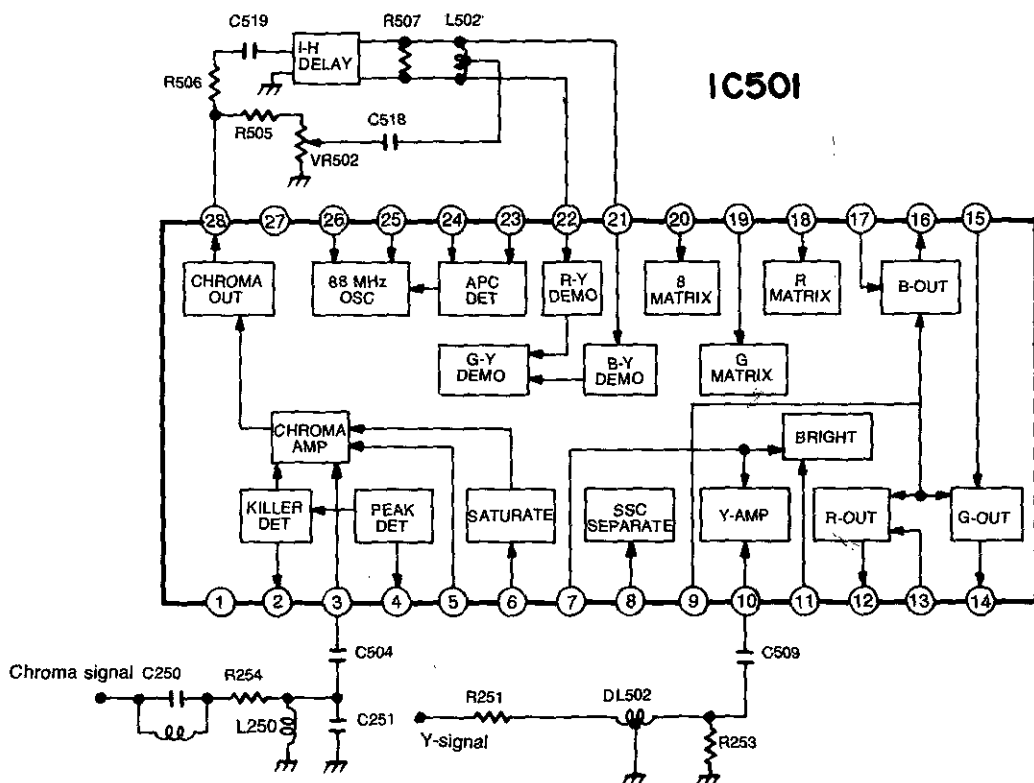 C519
I-H
DELAY
R507
L502
R506
IC501
R505
C518
VR502
28 27 26 25 24 23 22 21 20 19 18 17 16 15
CHROMA
OUT
88 MHz
OSC
APC
DET
R-Y
DEMO
8
MATRIX
R
MATRIX
B-OUT
G-Y
DEMO
B-Y
DEMO
G
MATRIX
CHROMA
AMP
BRIGHT
KILLER
DET
PEAK
DET
SATURATE
SSC
SEPARATE
Y-AMP
R-OUT
G-OUT
1 2 3 4 5 6 7 8 9 10 11 12 13 14
C504
C509
Chroma signal
C250
R254
L250
C251
R251
DL502
Y-signal
R253